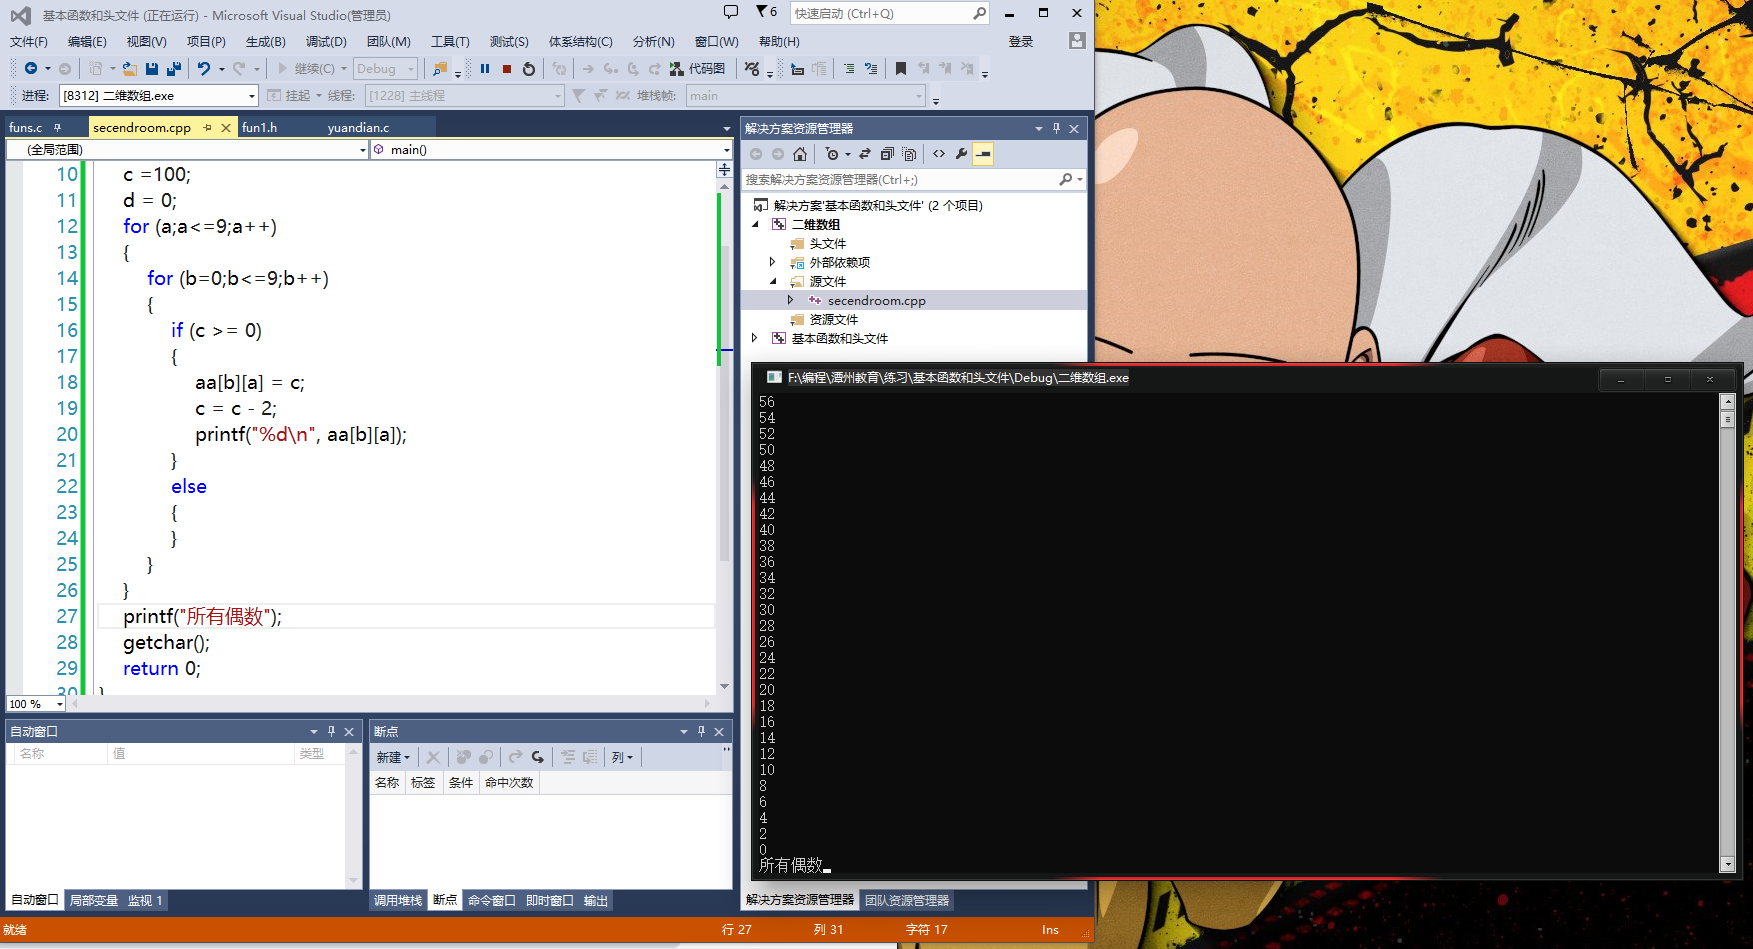 基本函数和头文件 (正在运行) - Microsoft Visual Studio(管理员)
6
快速启动 (Ctrl+Q)
文件(F) 编辑(E) 视图(V) 项目(P) 生成(B) 调试(D) 团队(M) 工具(T) 测试(S) 体系结构(C) 分析(N) 窗口(W) 帮助(H) 登录
继续(C) Debug 代码图
进程: [8312] 二维数组.exe 挂起 线程: [1228] 主线程 堆栈帧: main
funs.c secendroom.cpp fun1.h yuandian.c
(全局范围) main()
10 c =100;
11 d = 0;
12 for (a;a<=9;a++)
13 {
14 for (b=0;b<=9;b++)
15 {
16 if (c >= 0)
17 {
18 aa[b][a] = c;
19 c = c - 2;
20 printf("%d\n", aa[b][a]);
21 }
22 else
23 {
24 }
25 }
26 }
27 printf("所有偶数");
28 getchar();
29 return 0;
30 }
100 %
解决方案资源管理器
搜索解决方案资源管理器(Ctrl+;)
解决方案'基本函数和头文件' (2 个项目)
二维数组
头文件
外部依赖项
源文件
secendroom.cpp
资源文件
基本函数和头文件
F:\编程\潭州教育\练习\基本函数和头文件\Debug\二维数组.exe
56
54
52
50
48
46
44
42
40
38
36
34
32
30
28
26
24
22
20
18
16
14
12
10
8
6
4
2
0
所有偶数
自动窗口
名称 值 类型
自动窗口 局部变量 监视 1
断点
新建 列
名称 标签 条件 命中次数
调用堆栈 断点 命令窗口 即时窗口 输出
解决方案资源管理器 团队资源管理器
就绪 行 27 列 31 字符 17 Ins